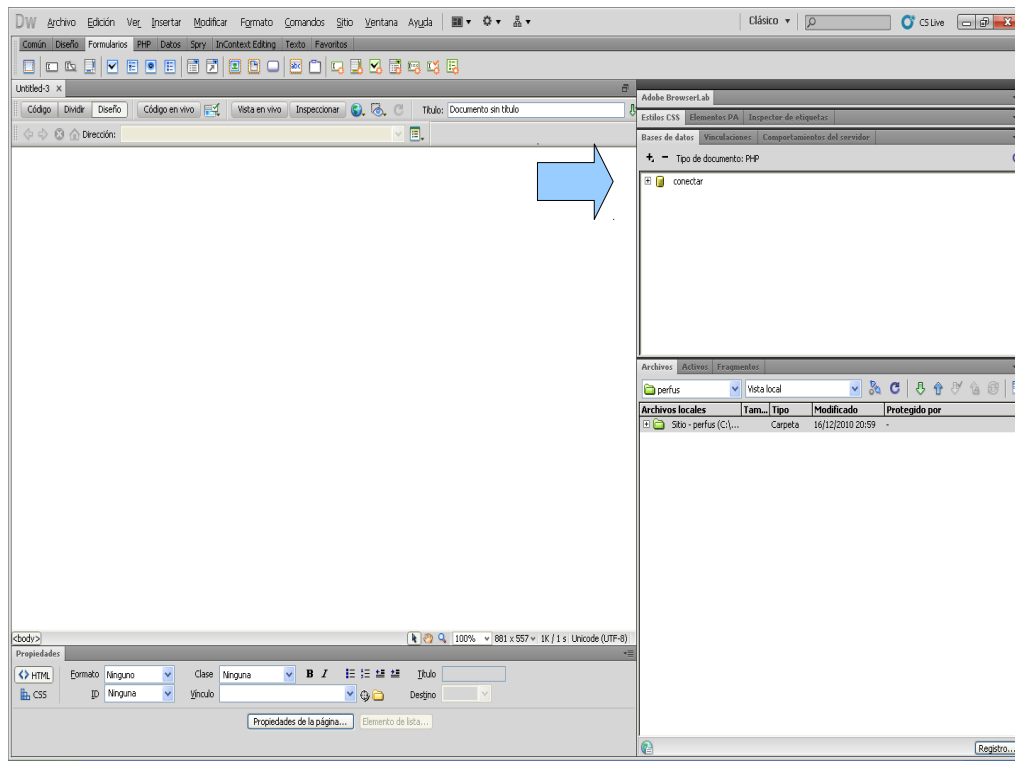 DW Archivo Edición Ver Insertar Modificar Formato Comandos Sitio Ventana Ayuda Clásico CS Live
Común Diseño Formularios PHP Datos Spry InContext Editing Texto Favoritos
Untitled-3 ×
Código Dividir Diseño Código en vivo Vista en vivo Inspeccionar Título: Documento sin título
Dirección:
Adobe BrowserLab
Estilos CSS Elementos PA Inspector de etiquetas
Bases de datos Vinculaciones Comportamientos del servidor
Tipo de documento: PHP
conectar
Archivos Activos Fragmentos
perfus Vista local
Archivos locales Tam... Tipo Modificado Protegido por
Sitio - perfus (C:\... Carpeta 16/12/2010 20:59 -
<body> 100% 881 x 557 1K / 1 s Unicode (UTF-8)
Propiedades
<> HTML Formato Ninguno Clase Ninguna B I Título
CSS ID Ninguna Vínculo Destino
Propiedades de la página... Elemento de lista...
Registro...